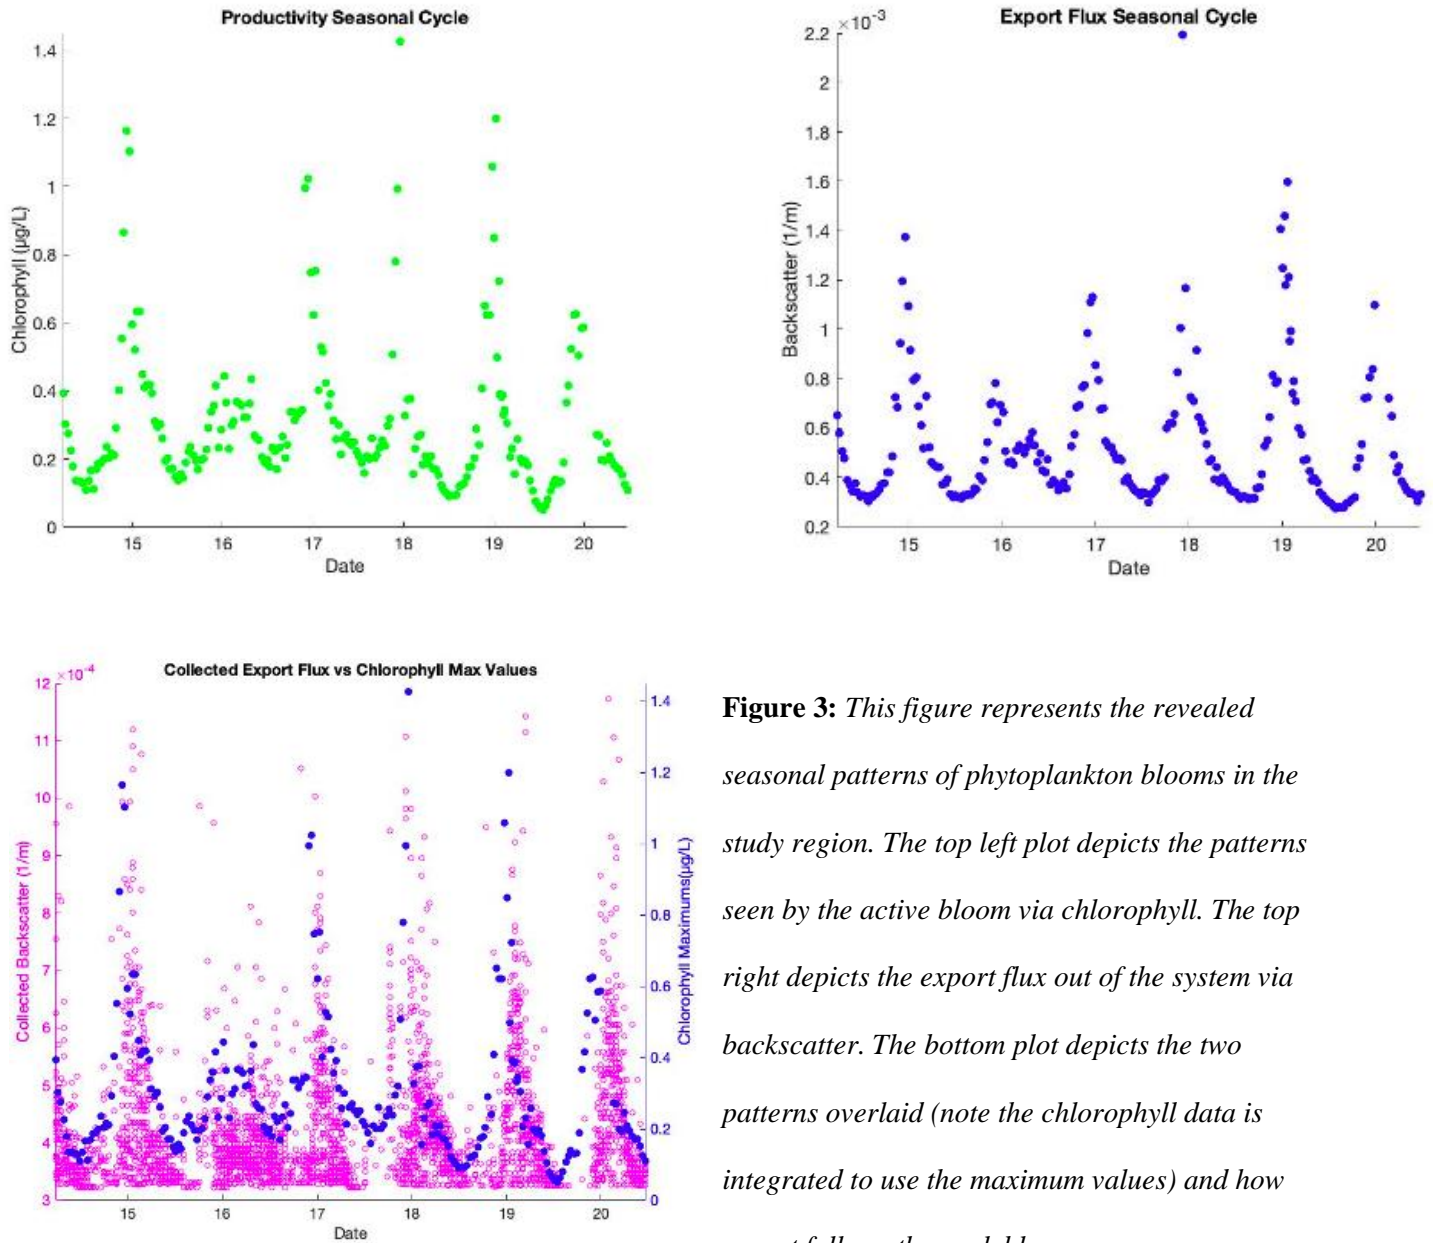 Productivity Seasonal Cycle
1.4
1.2
1
0.8
0.6
0.4
0.2
0
Chlorophyll (µg/L)
15 16 17 18 19 20
Date
Export Flux Seasonal Cycle
×10-3
2.2
2
1.8
1.6
1.4
1.2
1
0.8
0.6
0.4
0.2
Backscatter (1/m)
15 16 17 18 19 20
Date
Collected Export Flux vs Chlorophyll Max Values
×10-4
12
11
10
9
8
7
6
5
4
3
Collected Backscatter (1/m)
1.4
1.2
1
0.8
0.6
0.4
0.2
0
Chlorophyll Maximums(µg/L)
15 16 17 18 19 20
Date
Figure 3: This figure represents the revealed
seasonal patterns of phytoplankton blooms in the
study region. The top left plot depicts the patterns
seen by the active bloom via chlorophyll. The top
right depicts the export flux out of the system via
backscatter. The bottom plot depicts the two
patterns overlaid (note the chlorophyll data is
integrated to use the maximum values) and how